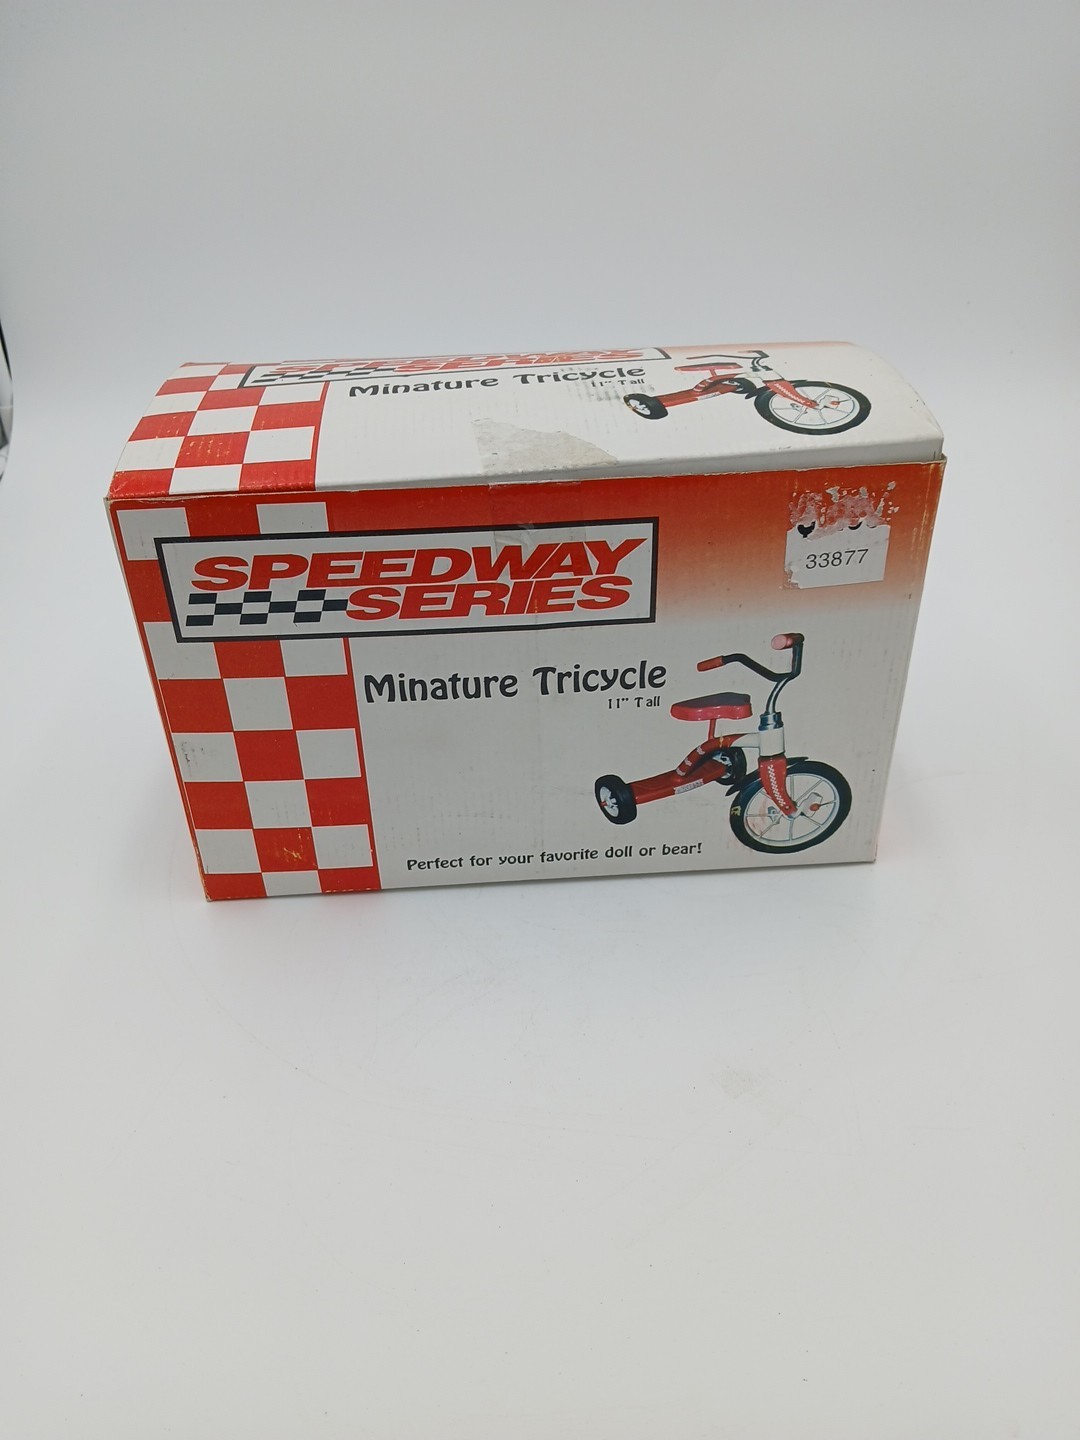 SPEEDWAY
SERIES
Minature Tricycle
11" Tall
SPEEDWAY
SERIES
33877
Minature Tricycle
11" Tall
Perfect for your favorite doll or bear!